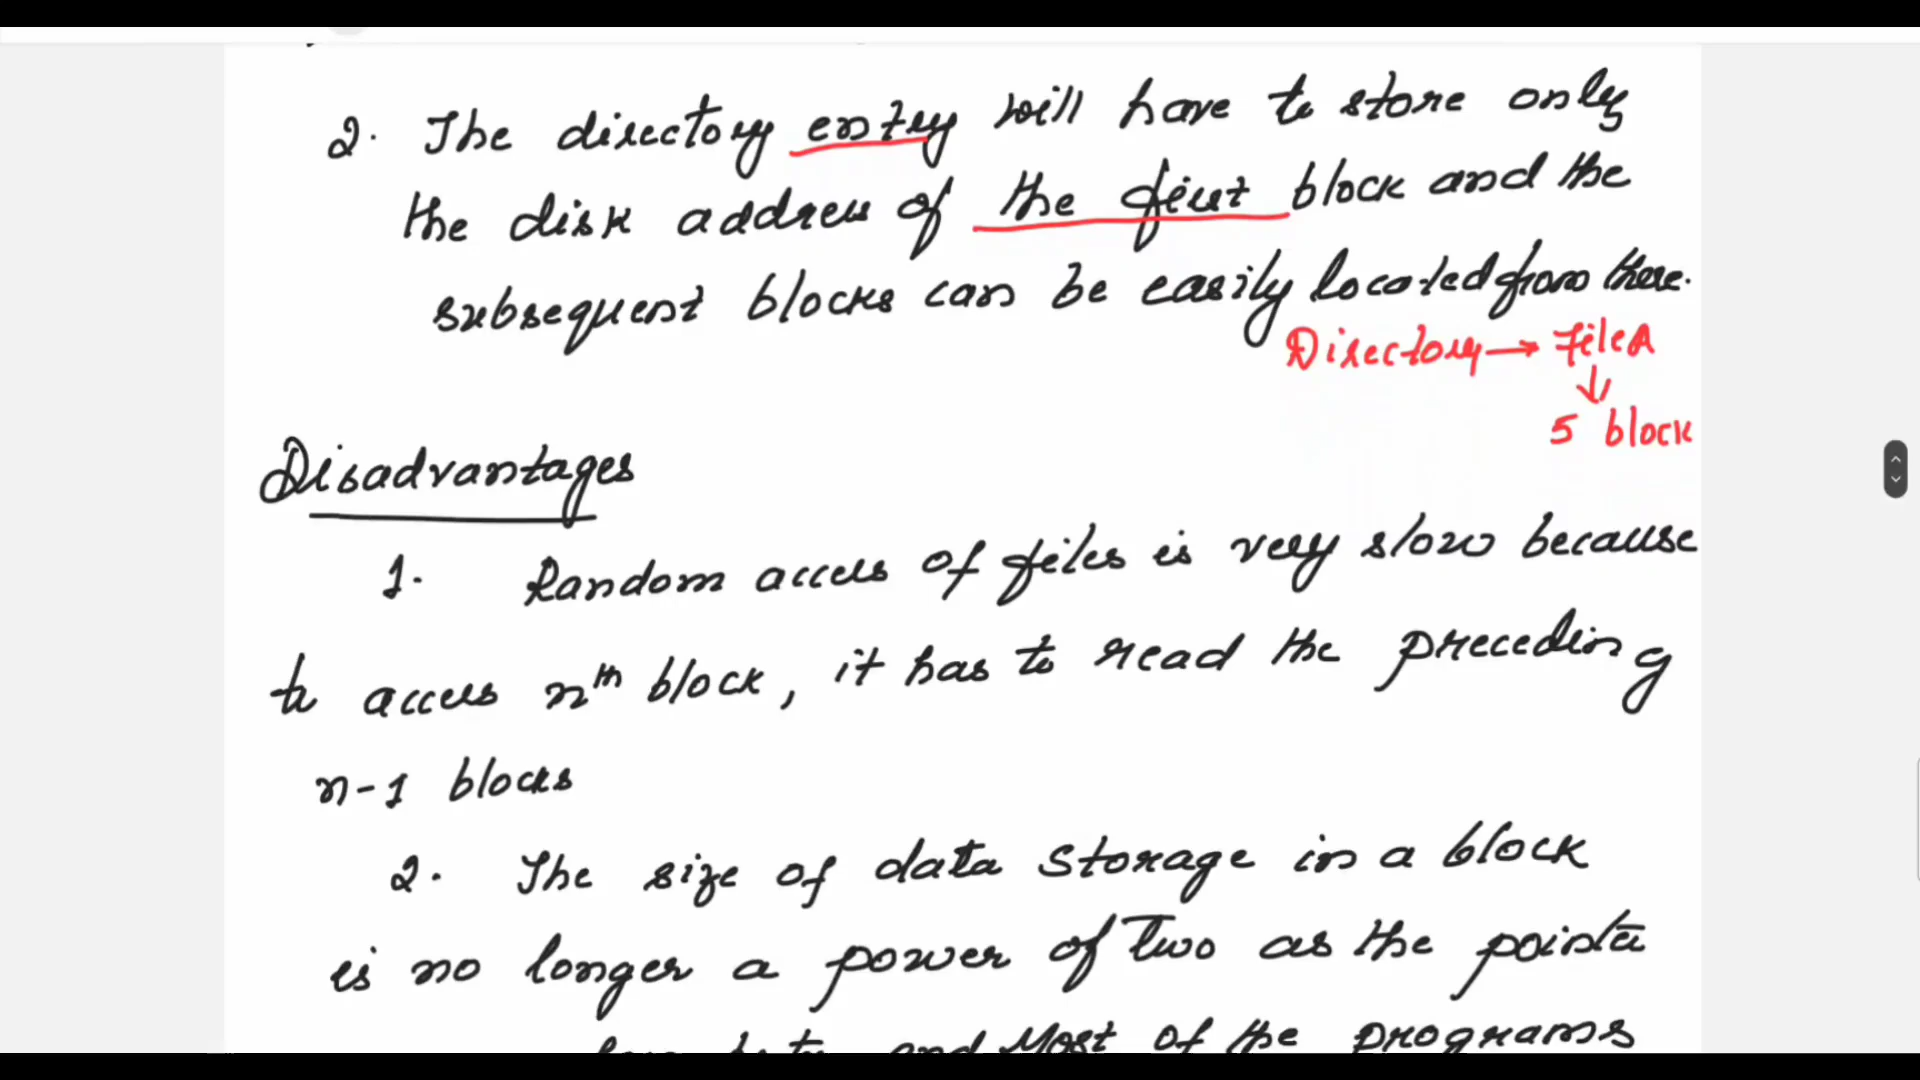 2. The directory entry will have to store only
the disk address of the first block and the
subsequent blocks can be easily located from there.
Directory → Files
↓
5 block
Disadvantages
1. Random access of files is very slow because
to access nth block, it has to read the preceding
n-1 blocks
2. The size of data storage in a block
is no longer a power of Two as the pointer
and Most of the programs